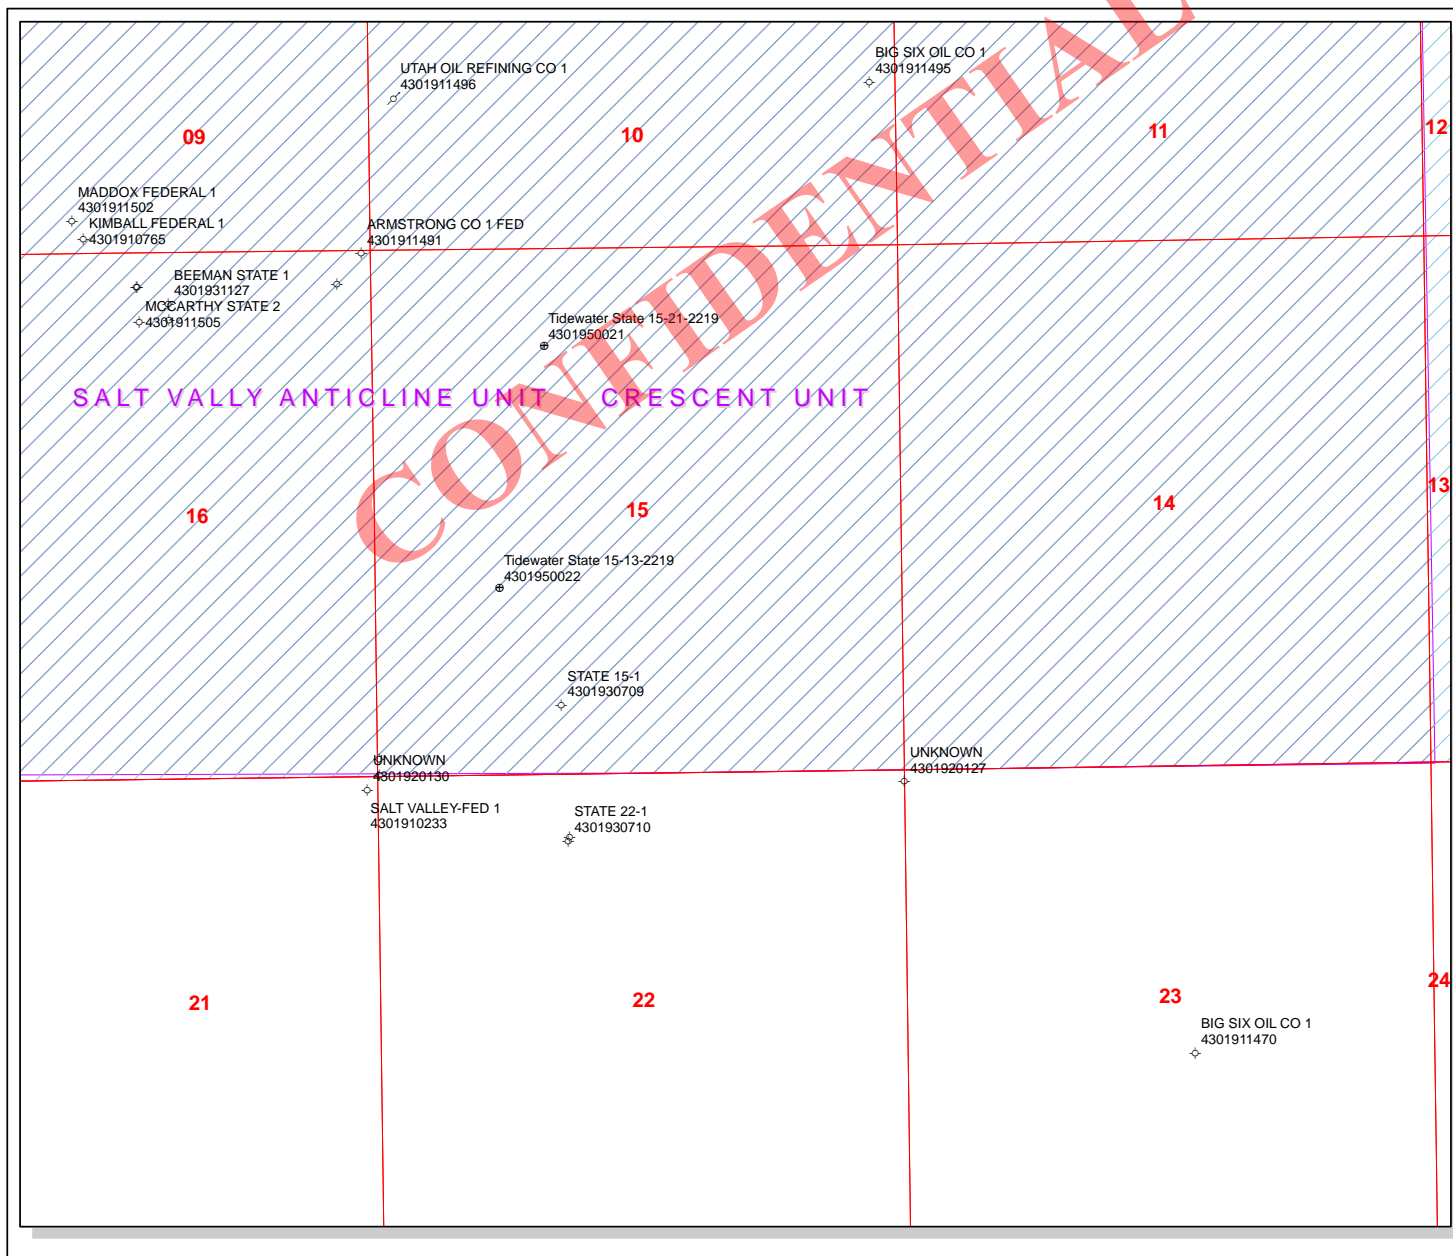 BIG SIX OIL CO 1
4301911495
UTAH OIL REFINING CO 1
4301911496
09
10
11
12
MADDOX FEDERAL 1
4301911502
KIMBALL FEDERAL 1
4301910765
ARMSTRONG CO 1 FED
4301911491
BEEMAN STATE 1
4301931127
MCCARTHY STATE 2
4301911505
Tidewater State 15-21-2219
4301950021
SALT VALLY ANTICLINE UNIT CRESCENT UNIT
CONFIDENTIAL
16
15
14
13
Tidewater State 15-13-2219
4301950022
STATE 15-1
4301930709
UNKNOWN
4301920130
UNKNOWN
4301920127
SALT VALLEY-FED 1
4301910233
STATE 22-1
4301930710
21
22
23
24
BIG SIX OIL CO 1
4301911470